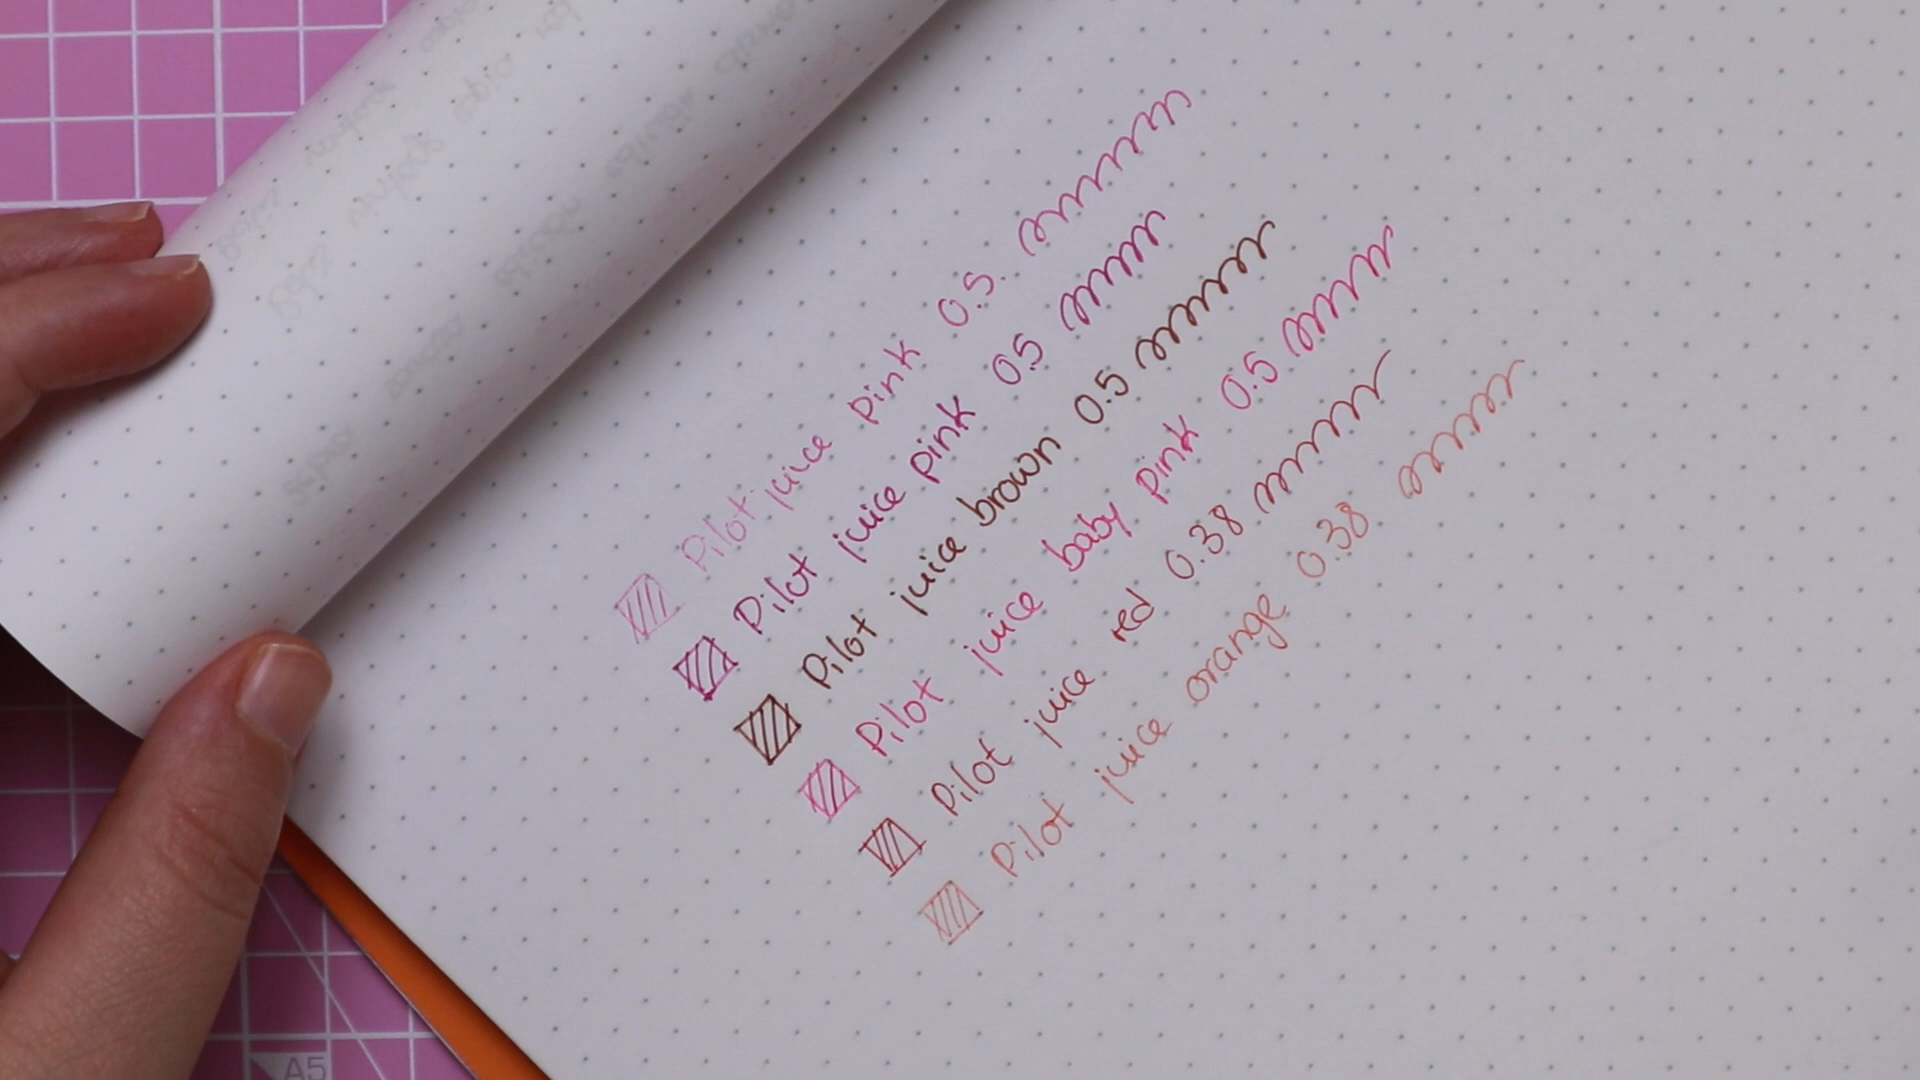 Pilot juice pink 0.5.
Pilot juice pink 0.5
Pilot juice brown 0.5
Pilot juice baby pink 0.5
Pilot juice red 0.38
Pilot juice orange 0.38
A5